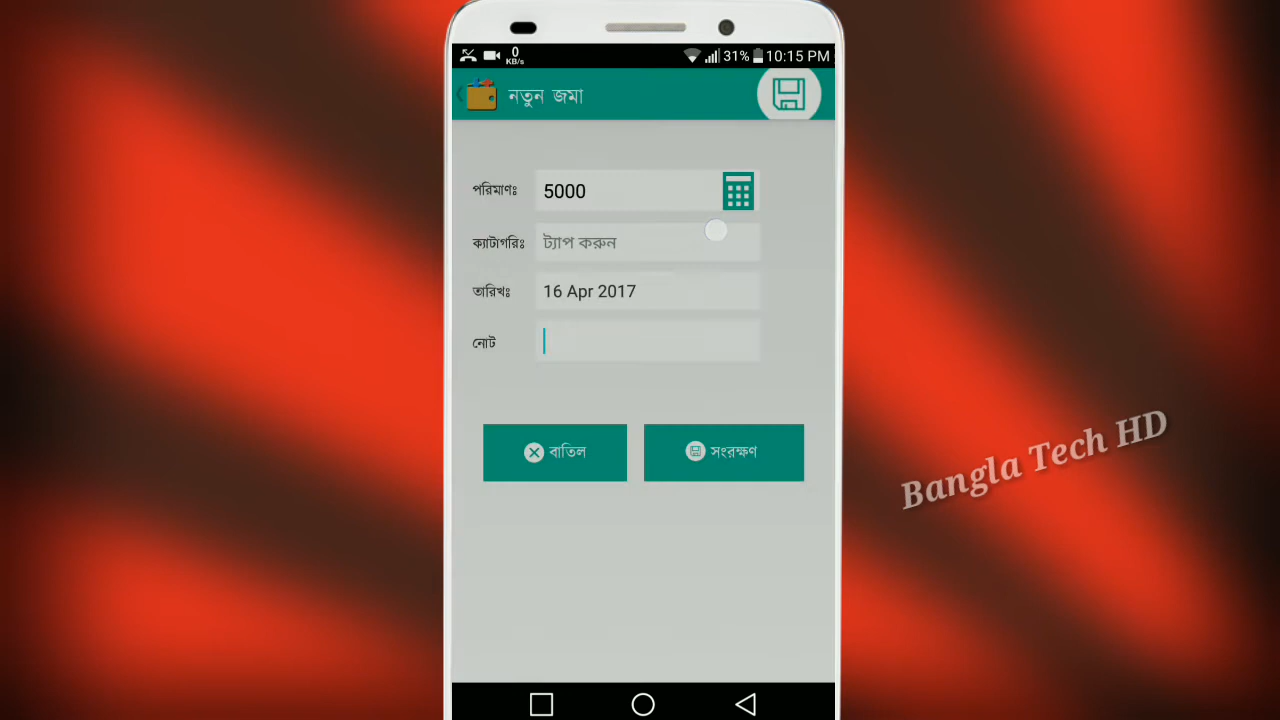 0
KB/s
31% 10:15 PM
নতুন জমা
পরিমাণঃ 5000
ক্যাটাগরিঃ ট্যাপ করুন
তারিখঃ 16 Apr 2017
নোট
বাতিল সংরক্ষণ
Bangla Tech HD